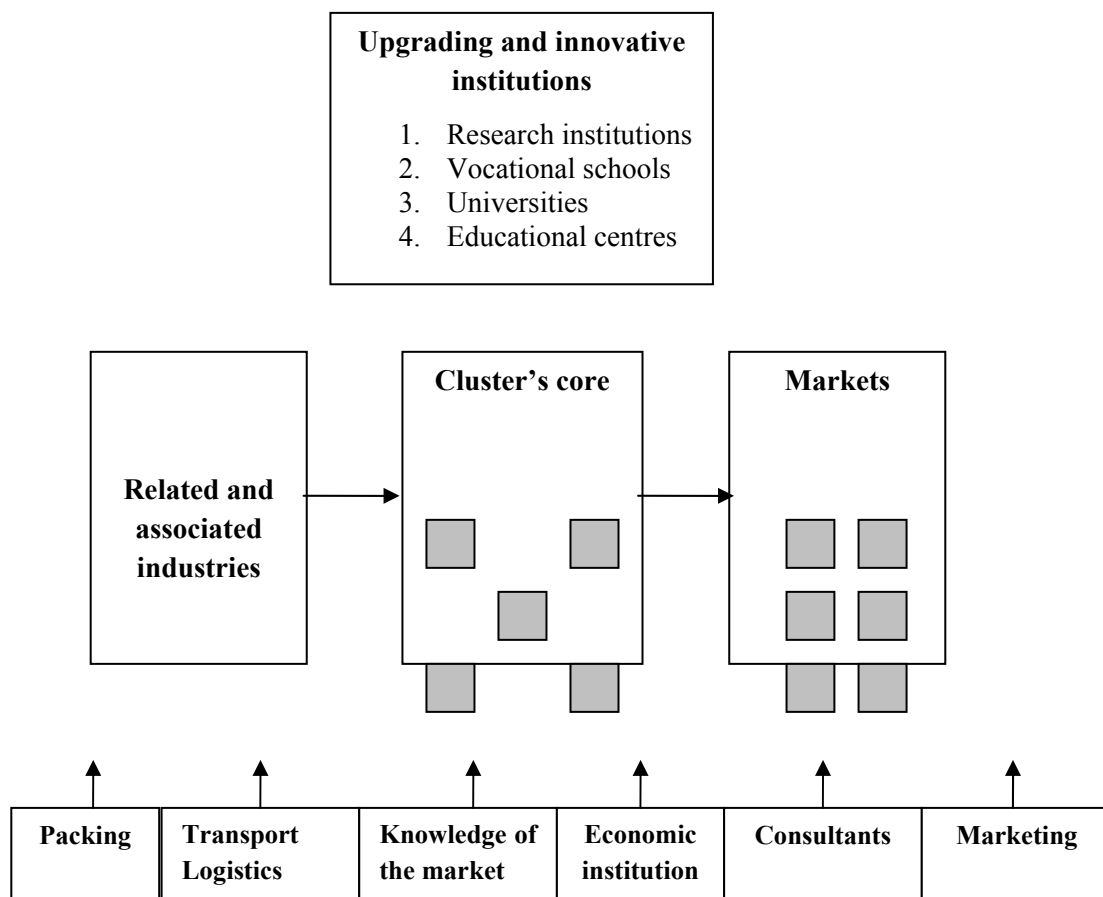 Upgrading and innovative
institutions
1. Research institutions
2. Vocational schools
3. Universities
4. Educational centres
Cluster’s core
Markets
Related and
associated
industries
Packing
Transport
Logistics
Knowledge of
the market
Economic
institution
Consultants
Marketing